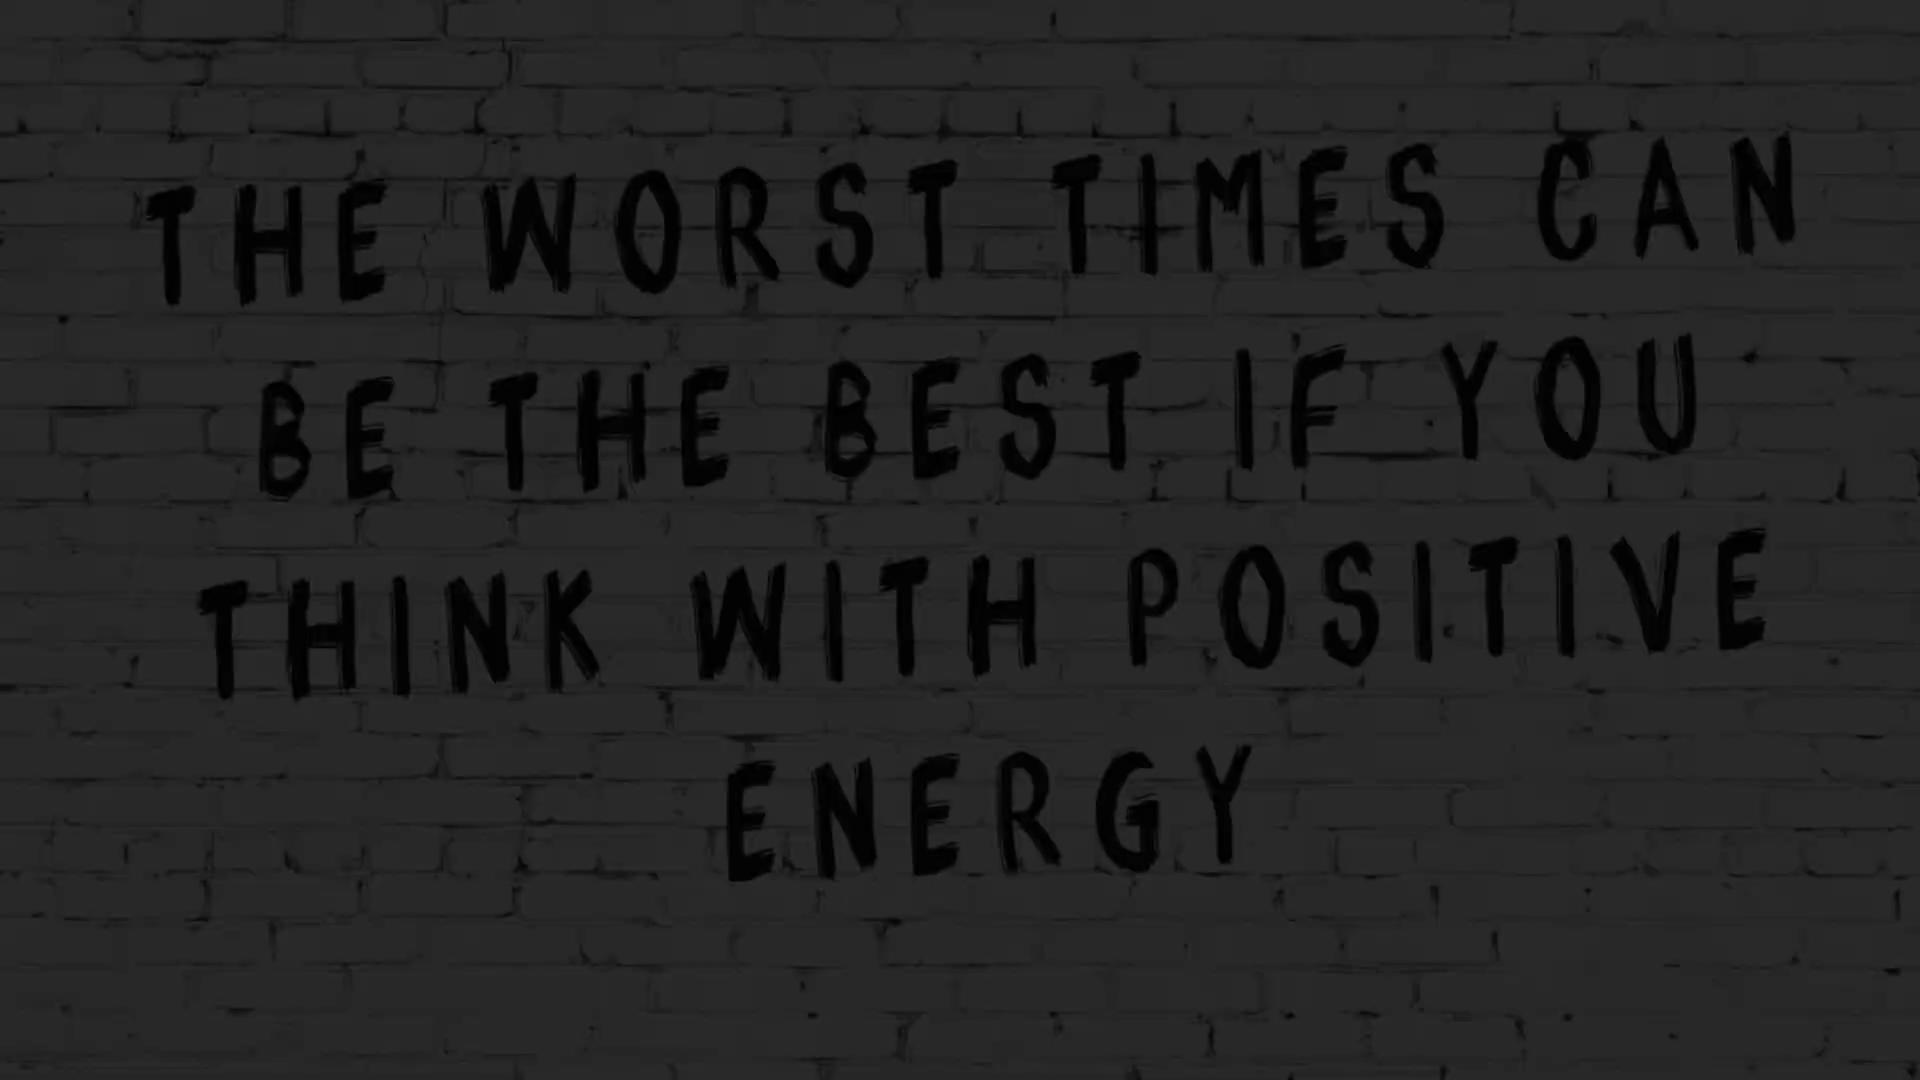 THE WORST TIMES CAN
BE THE BEST IF YOU
THINK WITH POSITIVE
ENERGY